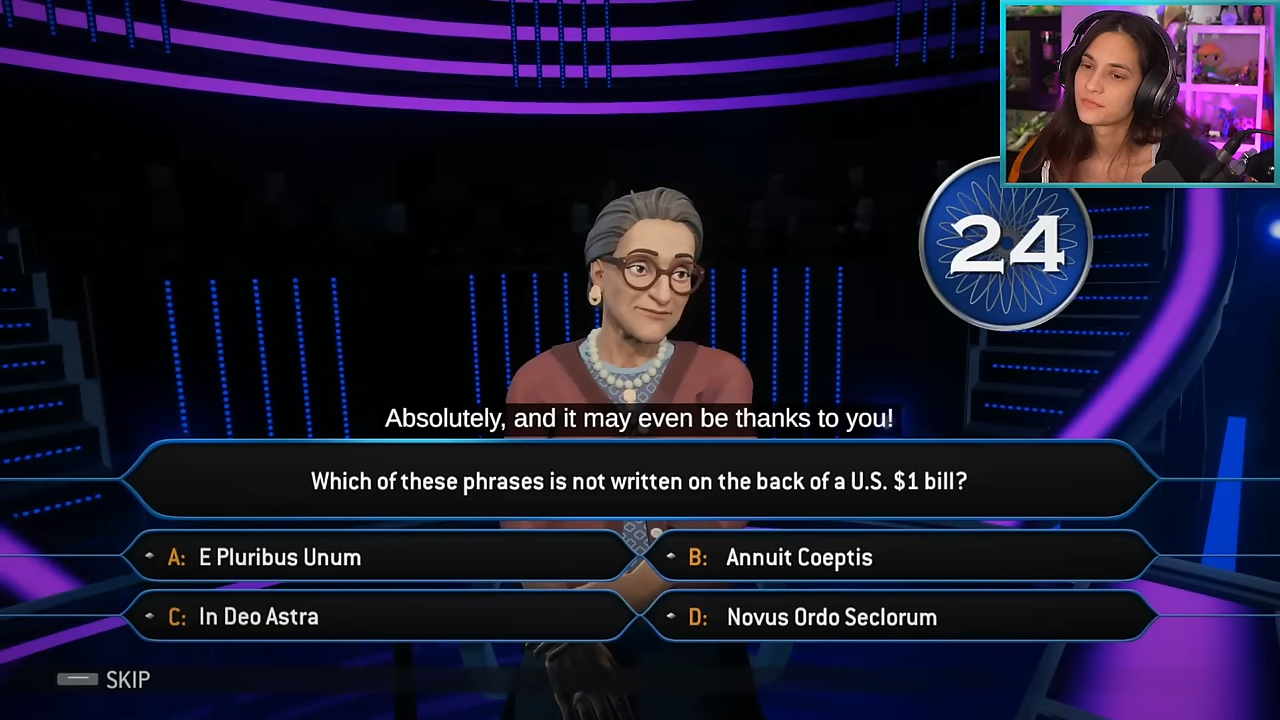 24
Absolutely, and it may even be thanks to you!
Which of these phrases is not written on the back of a U.S. $1 bill?
A: E Pluribus Unum
B: Annuit Coeptis
C: In Deo Astra
D: Novus Ordo Seclorum
SKIP